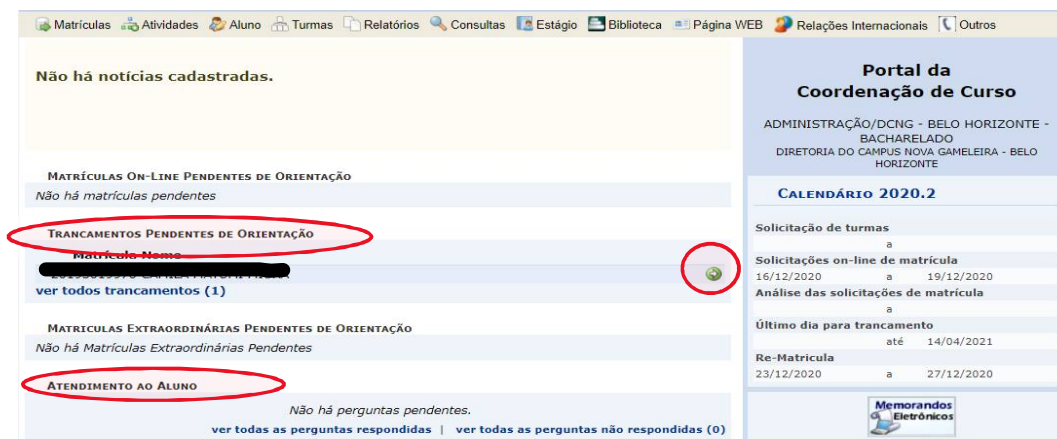 Matrículas Atividades Aluno Turmas Relatórios Consultas Estágio Biblioteca Página WEB Relações Internacionais Outros
Não há notícias cadastradas.
MATRÍCULAS ON-LINE PENDENTES DE ORIENTAÇÃO
Não há matrículas pendentes
TRANCAMENTOS PENDENTES DE ORIENTAÇÃO
Matrícula Nome
ver todos trancamentos (1)
MATRICULAS EXTRAORDINÁRIAS PENDENTES DE ORIENTAÇÃO
Não há Matrículas Extraordinárias Pendentes
ATENDIMENTO AO ALUNO
Não há perguntas pendentes.
ver todas as perguntas respondidas | ver todas as perguntas não respondidas (0)
Portal da
Coordenação de Curso
ADMINISTRAÇÃO/DCNG - BELO HORIZONTE -
BACHARELADO
DIRETORIA DO CAMPUS NOVA GAMELEIRA - BELO
HORIZONTE
CALENDÁRIO 2020.2
Solicitação de turmas
a
Solicitações on-line de matrícula
16/12/2020 a 19/12/2020
Análise das solicitações de matrícula
a
Último dia para trancamento
até 14/04/2021
Re-Matricula
23/12/2020 a 27/12/2020
Memorandos
Eletrônicos